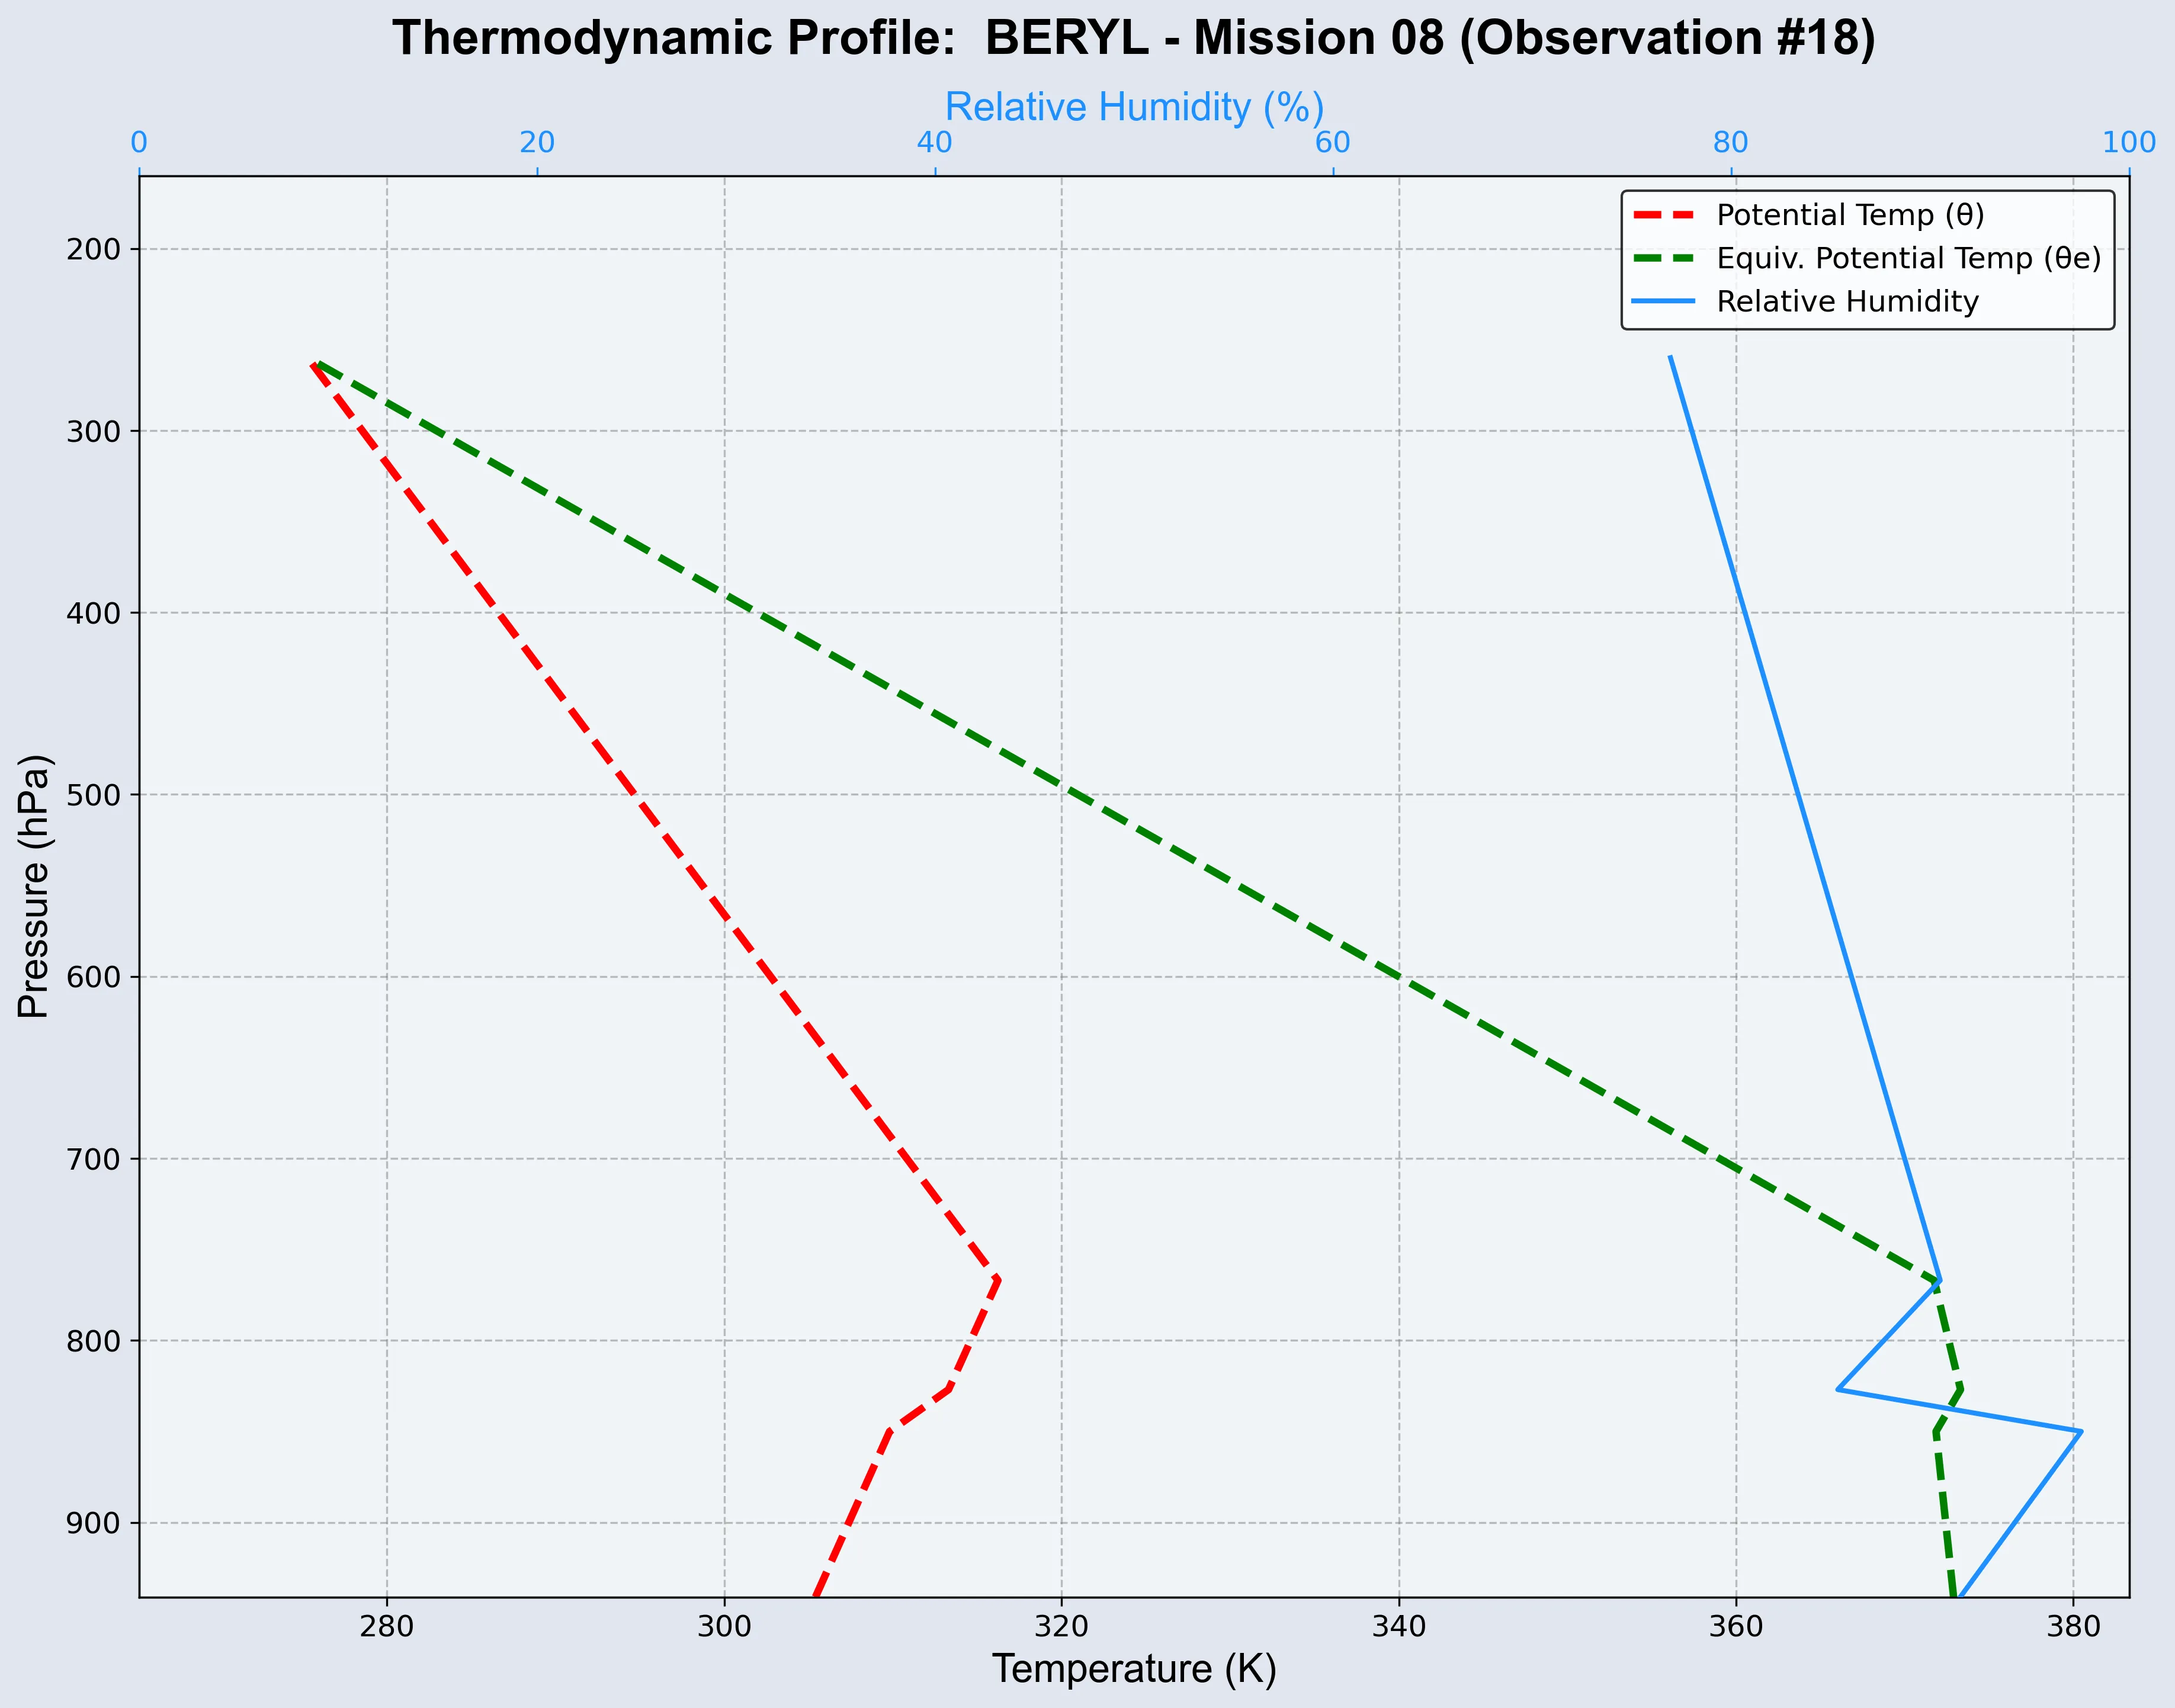 Thermodynamic Profile:  BERYL - Mission 08 (Observation #18)
Relative Humidity (%)
0 20 40 60 80 100
Potential Temp (θ)
Equiv. Potential Temp (θe)
Relative Humidity
Pressure (hPa)
200
300
400
500
600
700
800
900
280 300 320 340 360 380
Temperature (K)